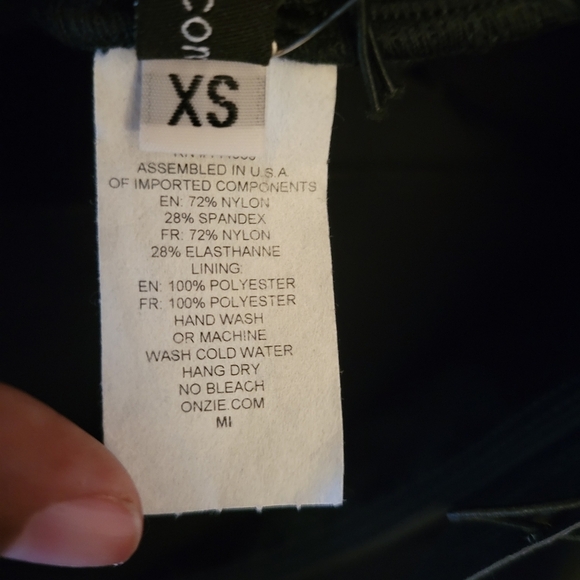 con
XS
ASSEMBLED IN U.S.A
OF IMPORTED COMPONENTS
EN: 72% NYLON
28% SPANDEX
FR: 72% NYLON
28% ELASTHANNE
LINING:
EN: 100% POLYESTER
FR: 100% POLYESTER
HAND WASH
OR MACHINE
WASH COLD WATER
HANG DRY
NO BLEACH
ONZIE.COM
MI